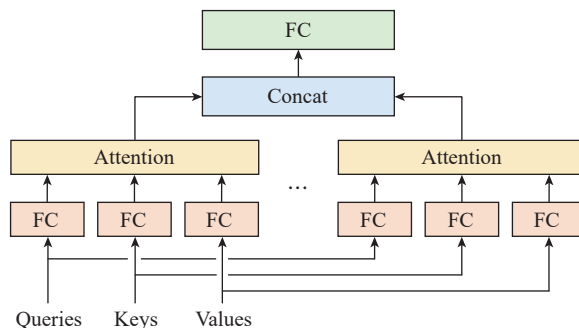 FC
Concat
Attention
Attention
...
FC
FC
FC
FC
FC
FC
Queries
Keys
Values